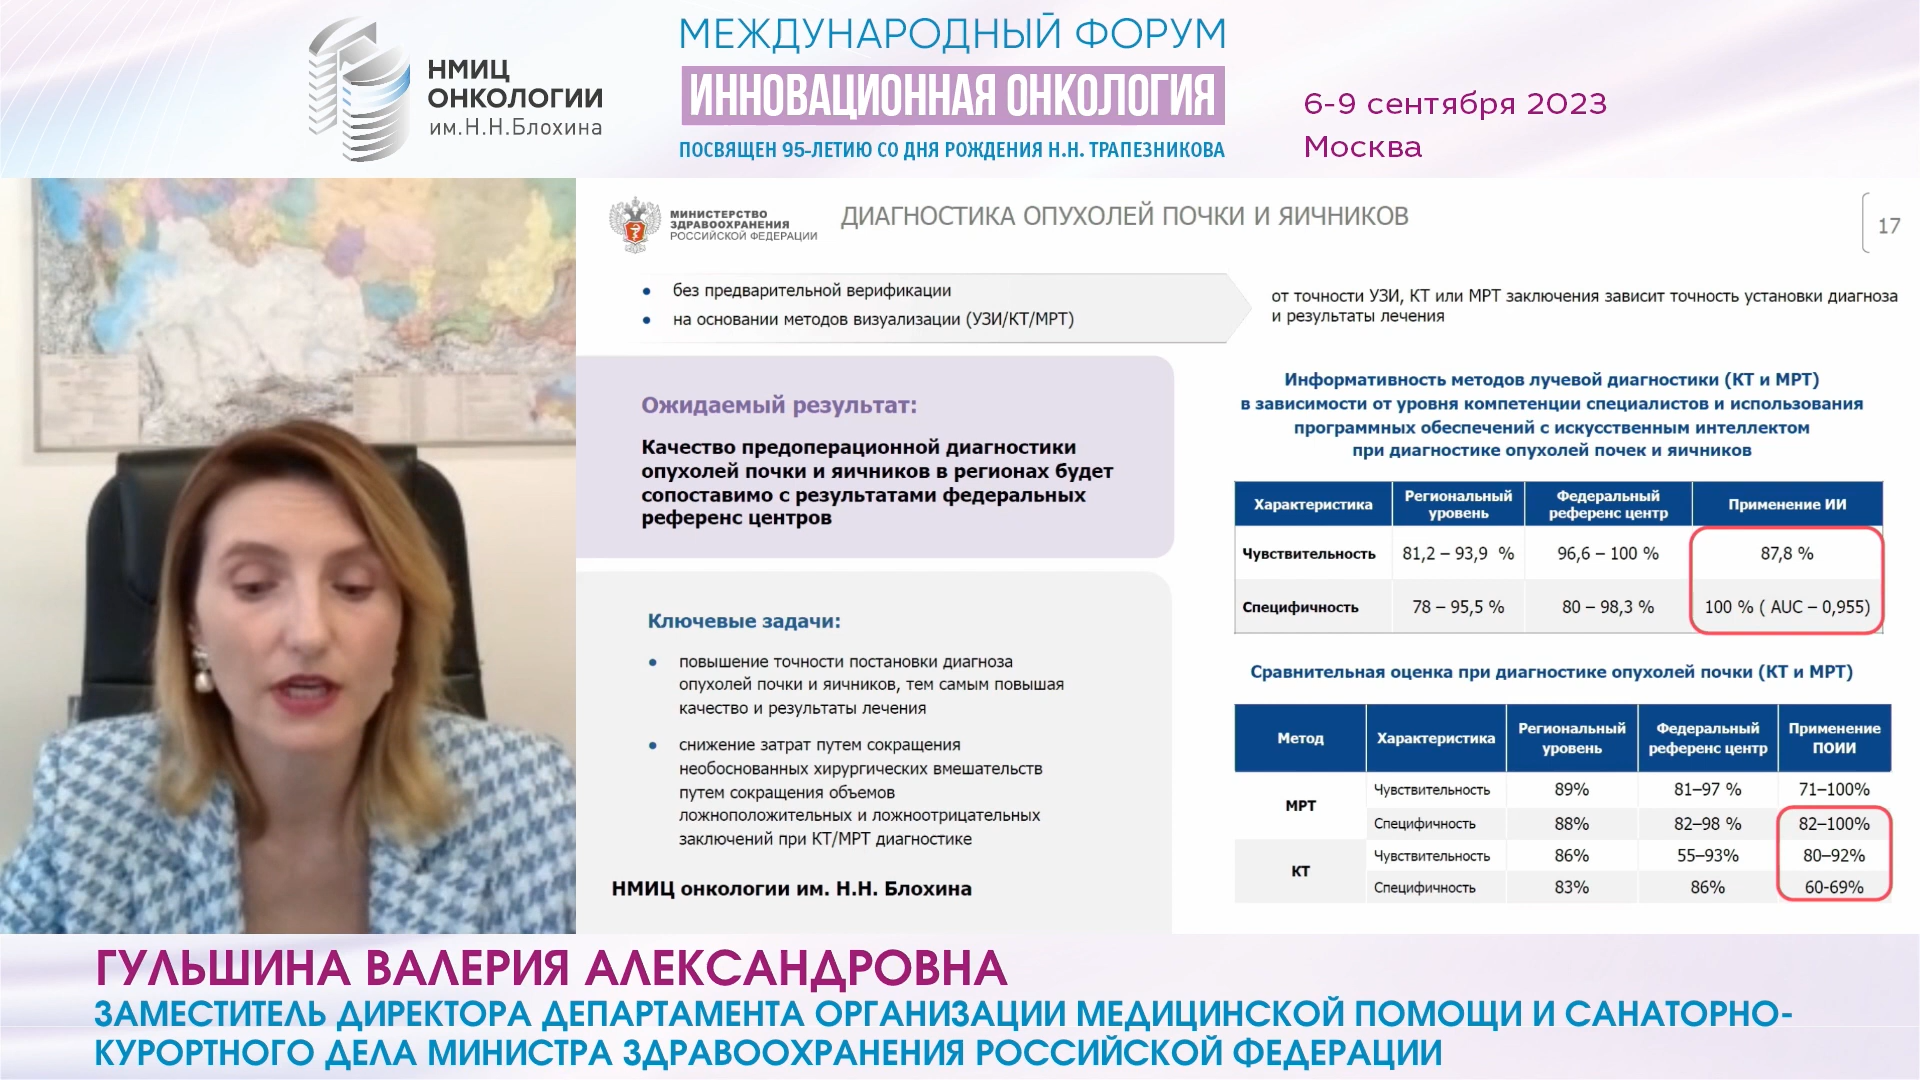 НМИЦ
ОНКОЛОГИИ
им.Н.Н.Блохина
МЕЖДУНАРОДНЫЙ ФОРУМ
ИННОВАЦИОННАЯ ОНКОЛОГИЯ
ПОСВЯЩЕН 95-ЛЕТИЮ СО ДНЯ РОЖДЕНИЯ Н.Н. ТРАПЕЗНИКОВА
6-9 сентября 2023
Москва
МИНИСТЕРСТВО
ЗДРАВООХРАНЕНИЯ
РОССИЙСКОЙ ФЕДЕРАЦИИ
ДИАГНОСТИКА ОПУХОЛЕЙ ПОЧКИ И ЯИЧНИКОВ
17
• без предварительной верификации
• на основании методов визуализации (УЗИ/КТ/МРТ)
от точности УЗИ, КТ или МРТ заключения зависит точность установки диагноза
и результаты лечения
Ожидаемый результат:
Качество предоперационной диагностики
опухолей почки и яичников в регионах будет
сопоставимо с результатами федеральных
референс центров
Ключевые задачи:
• повышение точности постановки диагноза
опухолей почки и яичников, тем самым повышая
качество и результаты лечения
• снижение затрат путем сокращения
необоснованных хирургических вмешательств
путем сокращения объемов
ложноположительных и ложноотрицательных
заключений при КТ/МРТ диагностике
НМИЦ онкологии им. Н.Н. Блохина
Информативность методов лучевой диагностики (КТ и МРТ)
в зависимости от уровня компетенции специалистов и использования
программных обеспечений с искусственным интеллектом
при диагностике опухолей почек и яичников
Характеристика Региональный уровень Федеральный референс центр Применение ИИ
Чувствительность 81,2 – 93,9 % 96,6 – 100 % 87,8 %
Специфичность 78 – 95,5 % 80 – 98,3 % 100 % ( AUC – 0,955)
Сравнительная оценка при диагностике опухолей почки (КТ и МРТ)
Метод Характеристика Региональный уровень Федеральный референс центр Применение ПОИИ
МРТ Чувствительность 89% 81–97 % 71–100%
Специфичность 88% 82–98 % 82–100%
КТ Чувствительность 86% 55–93% 80–92%
Специфичность 83% 86% 60-69%
ГУЛЬШИНА ВАЛЕРИЯ АЛЕКСАНДРОВНА
ЗАМЕСТИТЕЛЬ ДИРЕКТОРА ДЕПАРТАМЕНТА ОРГАНИЗАЦИИ МЕДИЦИНСКОЙ ПОМОЩИ И САНАТОРНО-
КУРОРТНОГО ДЕЛА МИНИСТРА ЗДРАВООХРАНЕНИЯ РОССИЙСКОЙ ФЕДЕРАЦИИ